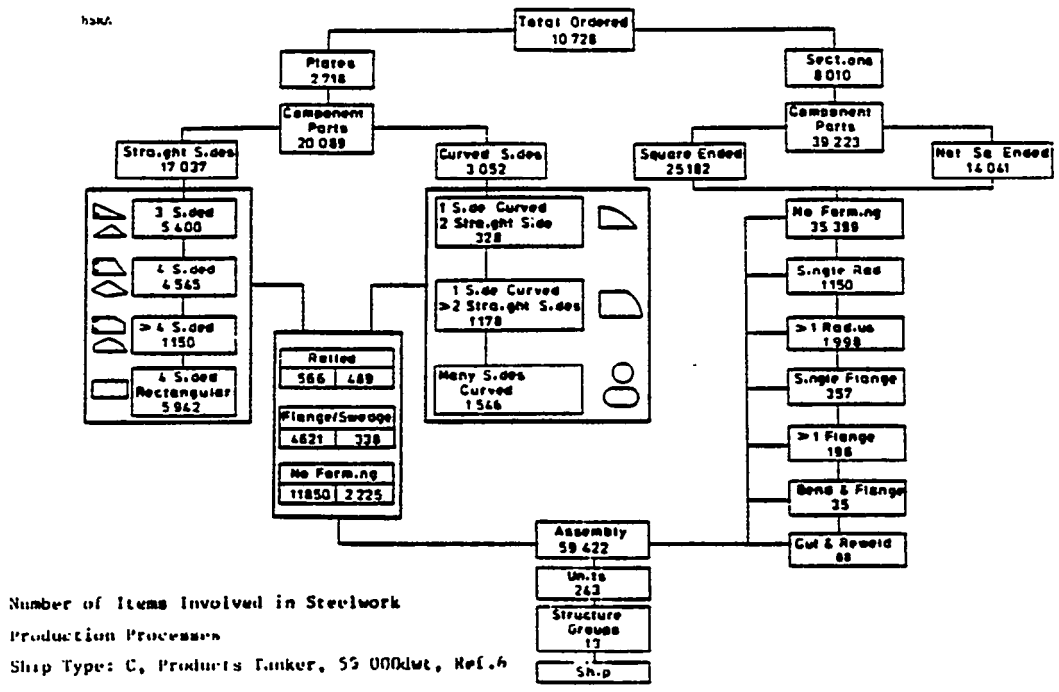 Total Ordered
10 728
Plates
2 718
Sections
8 010
Component
Parts
20 089
Component
Parts
39 223
Straight Sides
17 037
Curved Sides
3 052
Square Ended
25 182
Not Sq Ended
14 041
3 Sided
5 400
4 Sided
4 545
> 4 Sided
1 150
4 Sided
Rectangular
5 942
1 Side Curved
2 Straight Side
328
1 Side Curved
>2 Straight Sides
1 178
Many Sides
Curved
1 546
Rolled
566 489
Flange/Swedge
4621 338
No Forming
11850 2 225
No Forming
35 389
Single Rad
1 150
> 1 Radius
1 998
Single Flange
357
> 1 Flange
196
Bend & Flange
35
Cut & Reweld
Assembly
59 422
Units
243
Structure
Groups
13
Ship
Number of Items Involved in Steelwork
Production Processes
Ship Type: C, Products Tanker, 55 000dwt, Ref.6